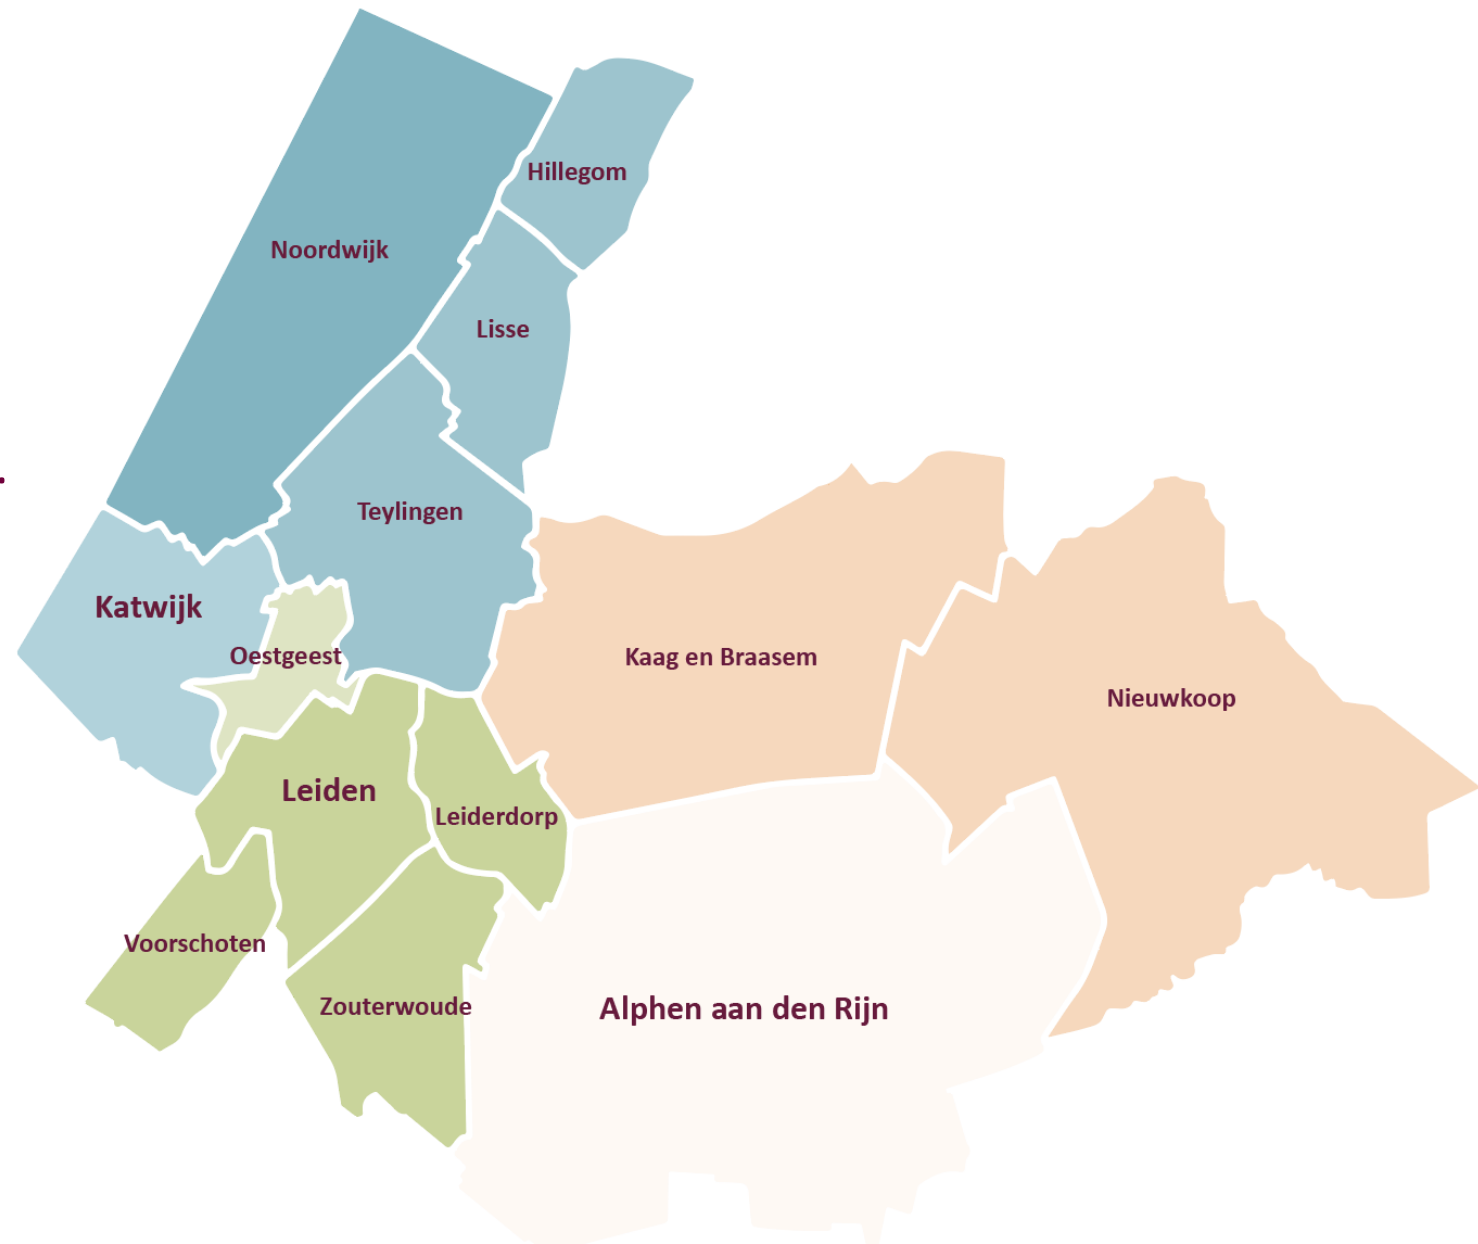 Hillegom
Noordwijk
Lisse
Teylingen
Katwijk
Oestgeest
Kaag en Braasem
Nieuwkoop
Leiden
Leiderdorp
Voorschoten
Zouterwoude
Alphen aan den Rijn